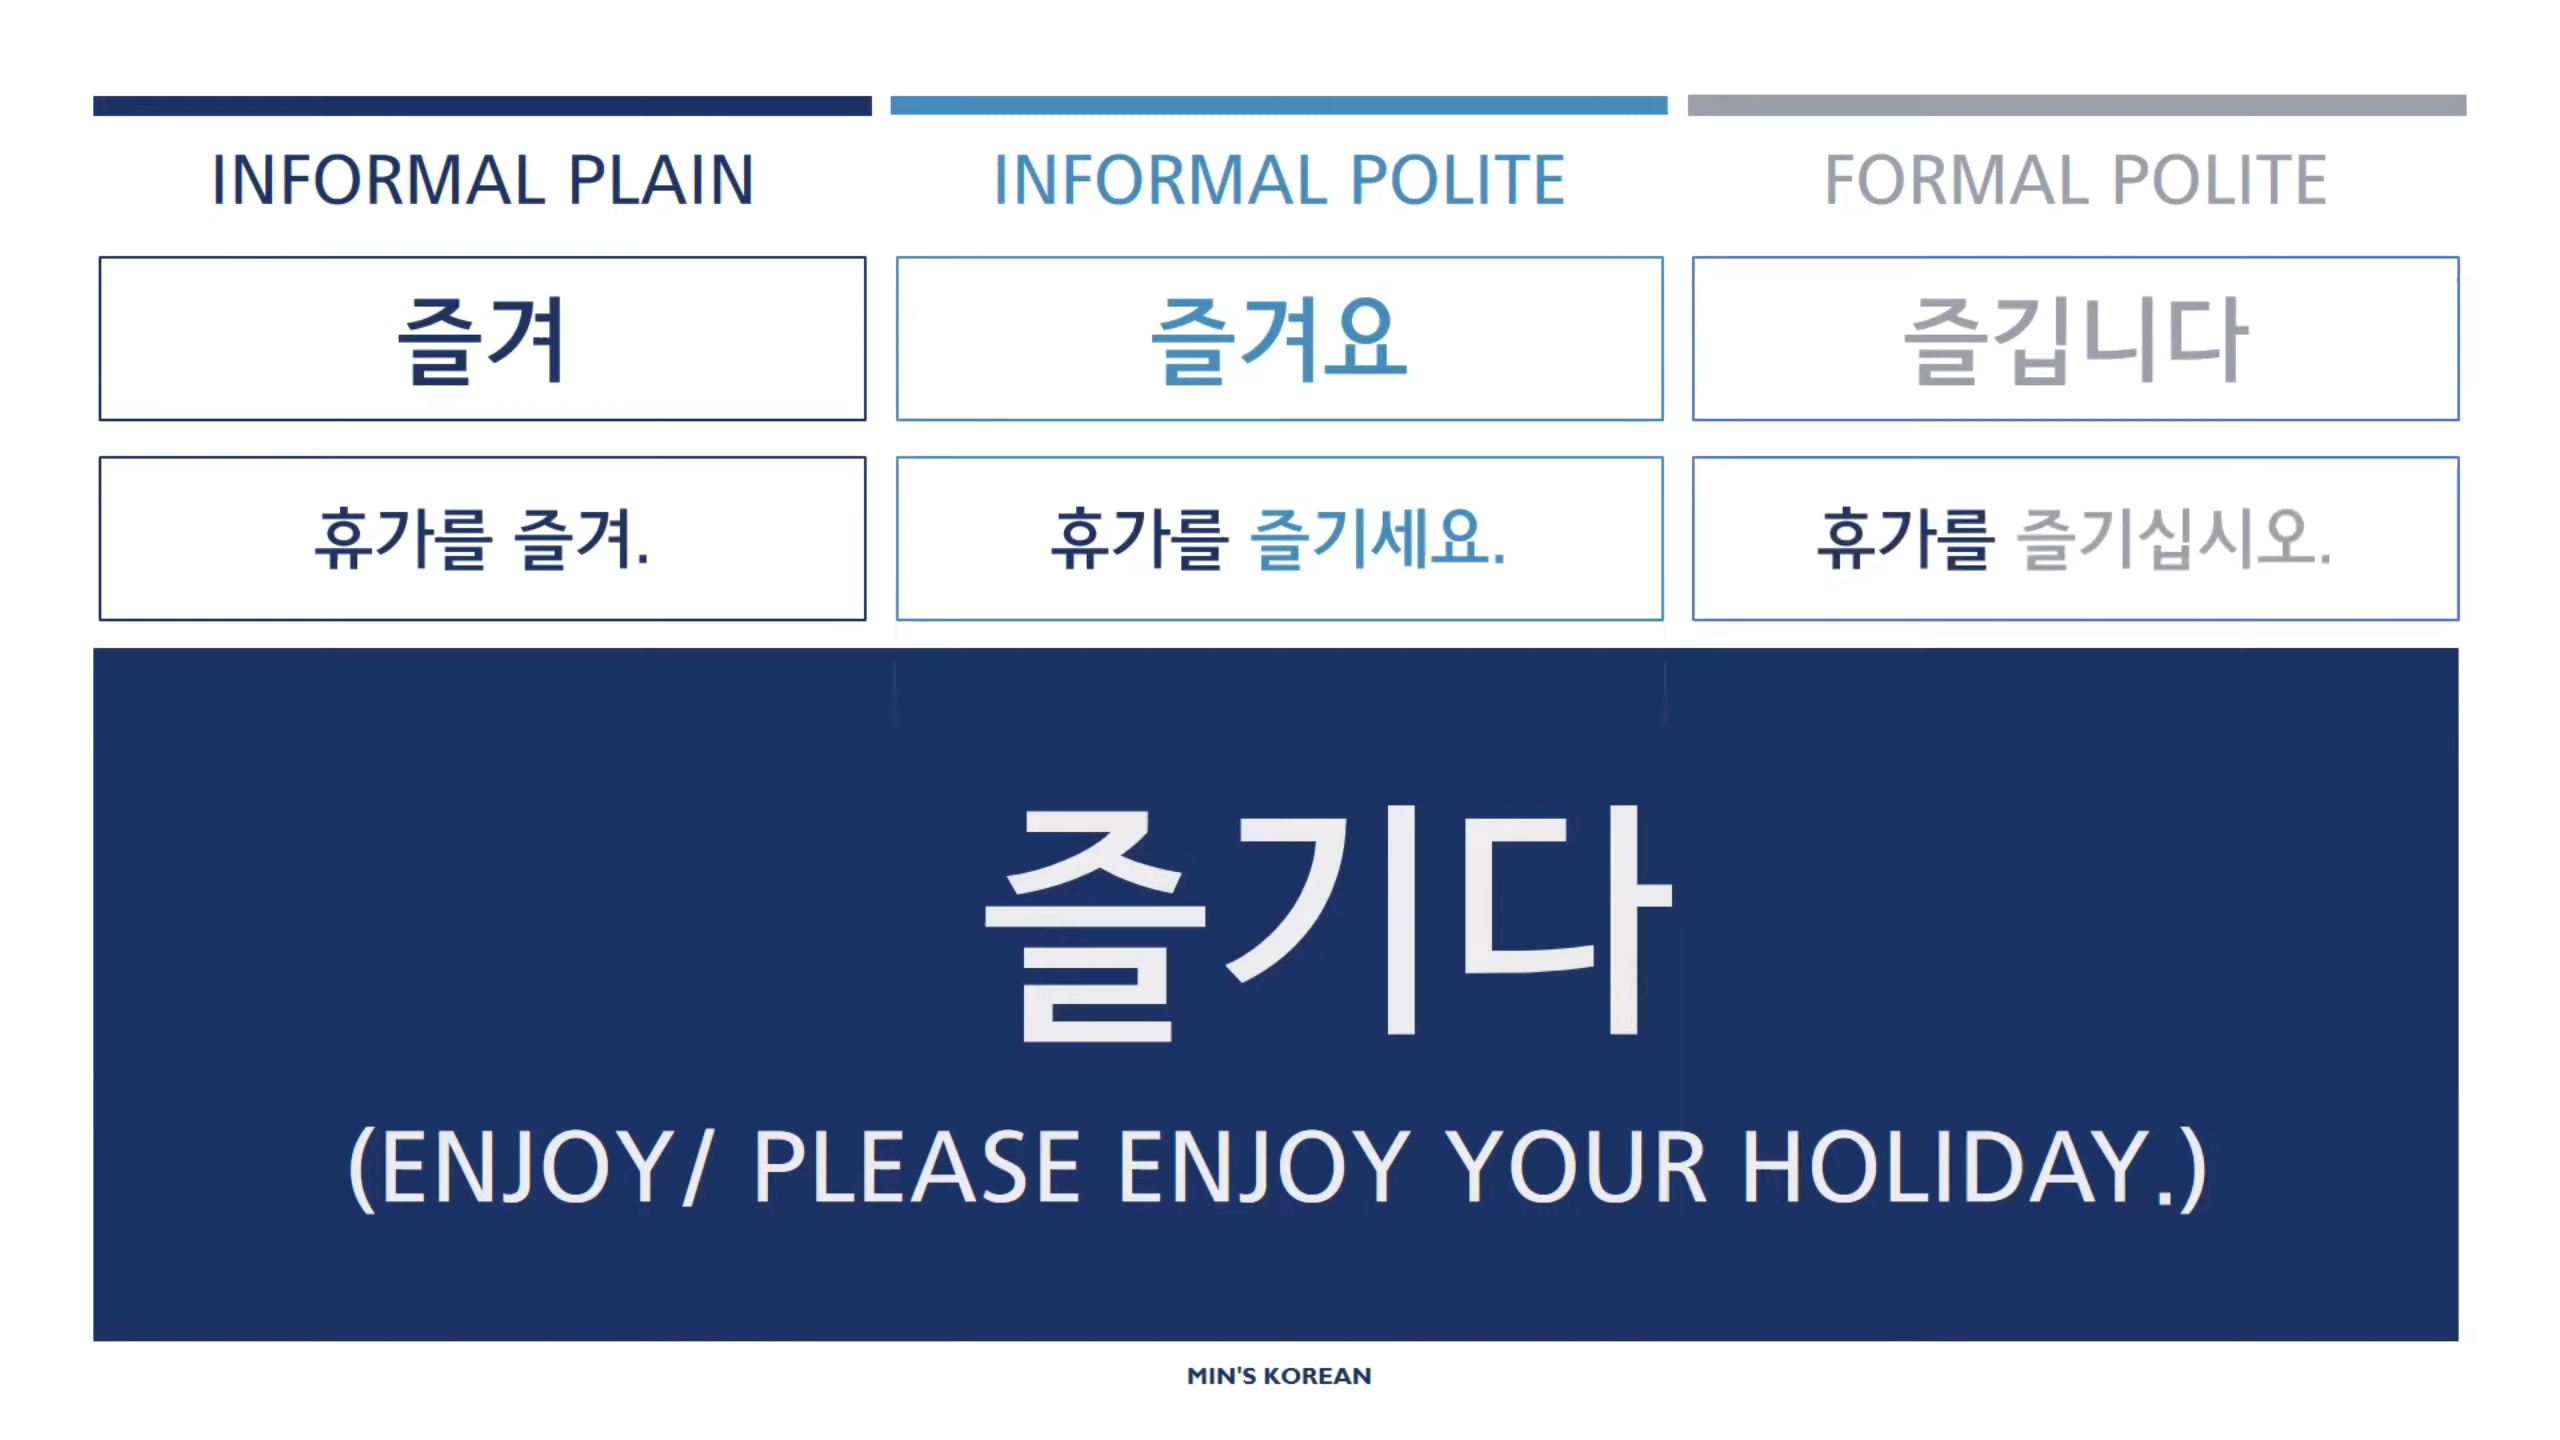 INFORMAL PLAIN
INFORMAL POLITE
FORMAL POLITE
즐겨
즐겨요
즐깁니다
휴가를 즐겨.
휴가를 즐기세요.
휴가를 즐기십시오.
즐기다
(ENJOY/ PLEASE ENJOY YOUR HOLIDAY.)
MIN'S KOREAN